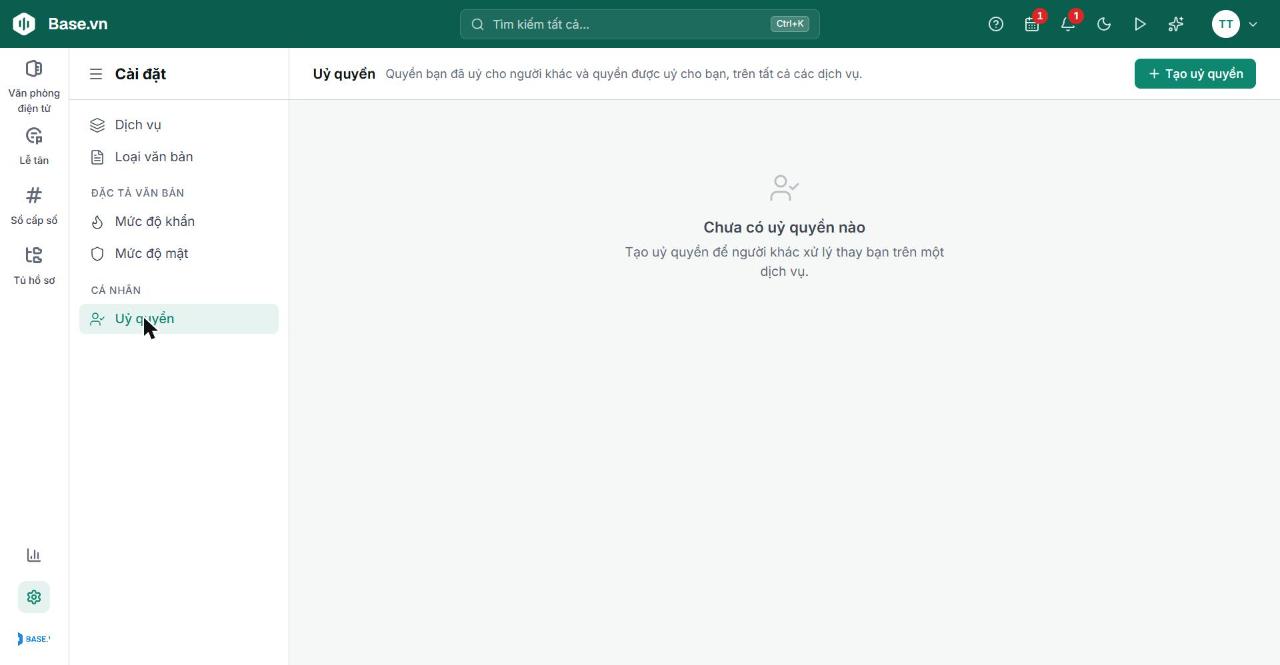 Base.vn
Tìm kiếm tất cả...
Ctrl+K
1
1
TT
Văn phòng
điện tử
Lễ tân
Sổ cấp số
Tủ hồ sơ
BASE.
Cài đặt
Dịch vụ
Loại văn bản
ĐẶC TẢ VĂN BẢN
Mức độ khẩn
Mức độ mật
CÁ NHÂN
Uỷ quyền
Uỷ quyền Quyền bạn đã uỷ cho người khác và quyền được uỷ cho bạn, trên tất cả các dịch vụ.
Tạo uỷ quyền
Chưa có uỷ quyền nào
Tạo uỷ quyền để người khác xử lý thay bạn trên một
dịch vụ.